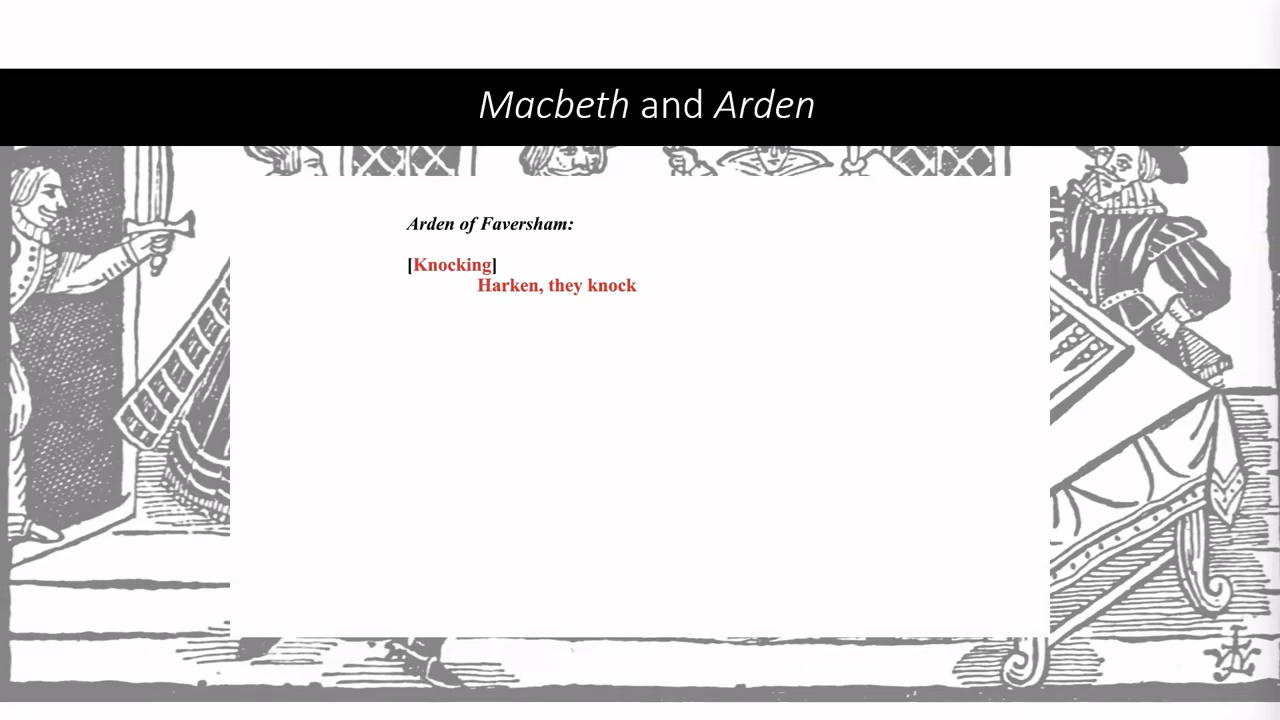 Macbeth and Arden
Arden of Faversham:
[Knocking]
Harken, they knock